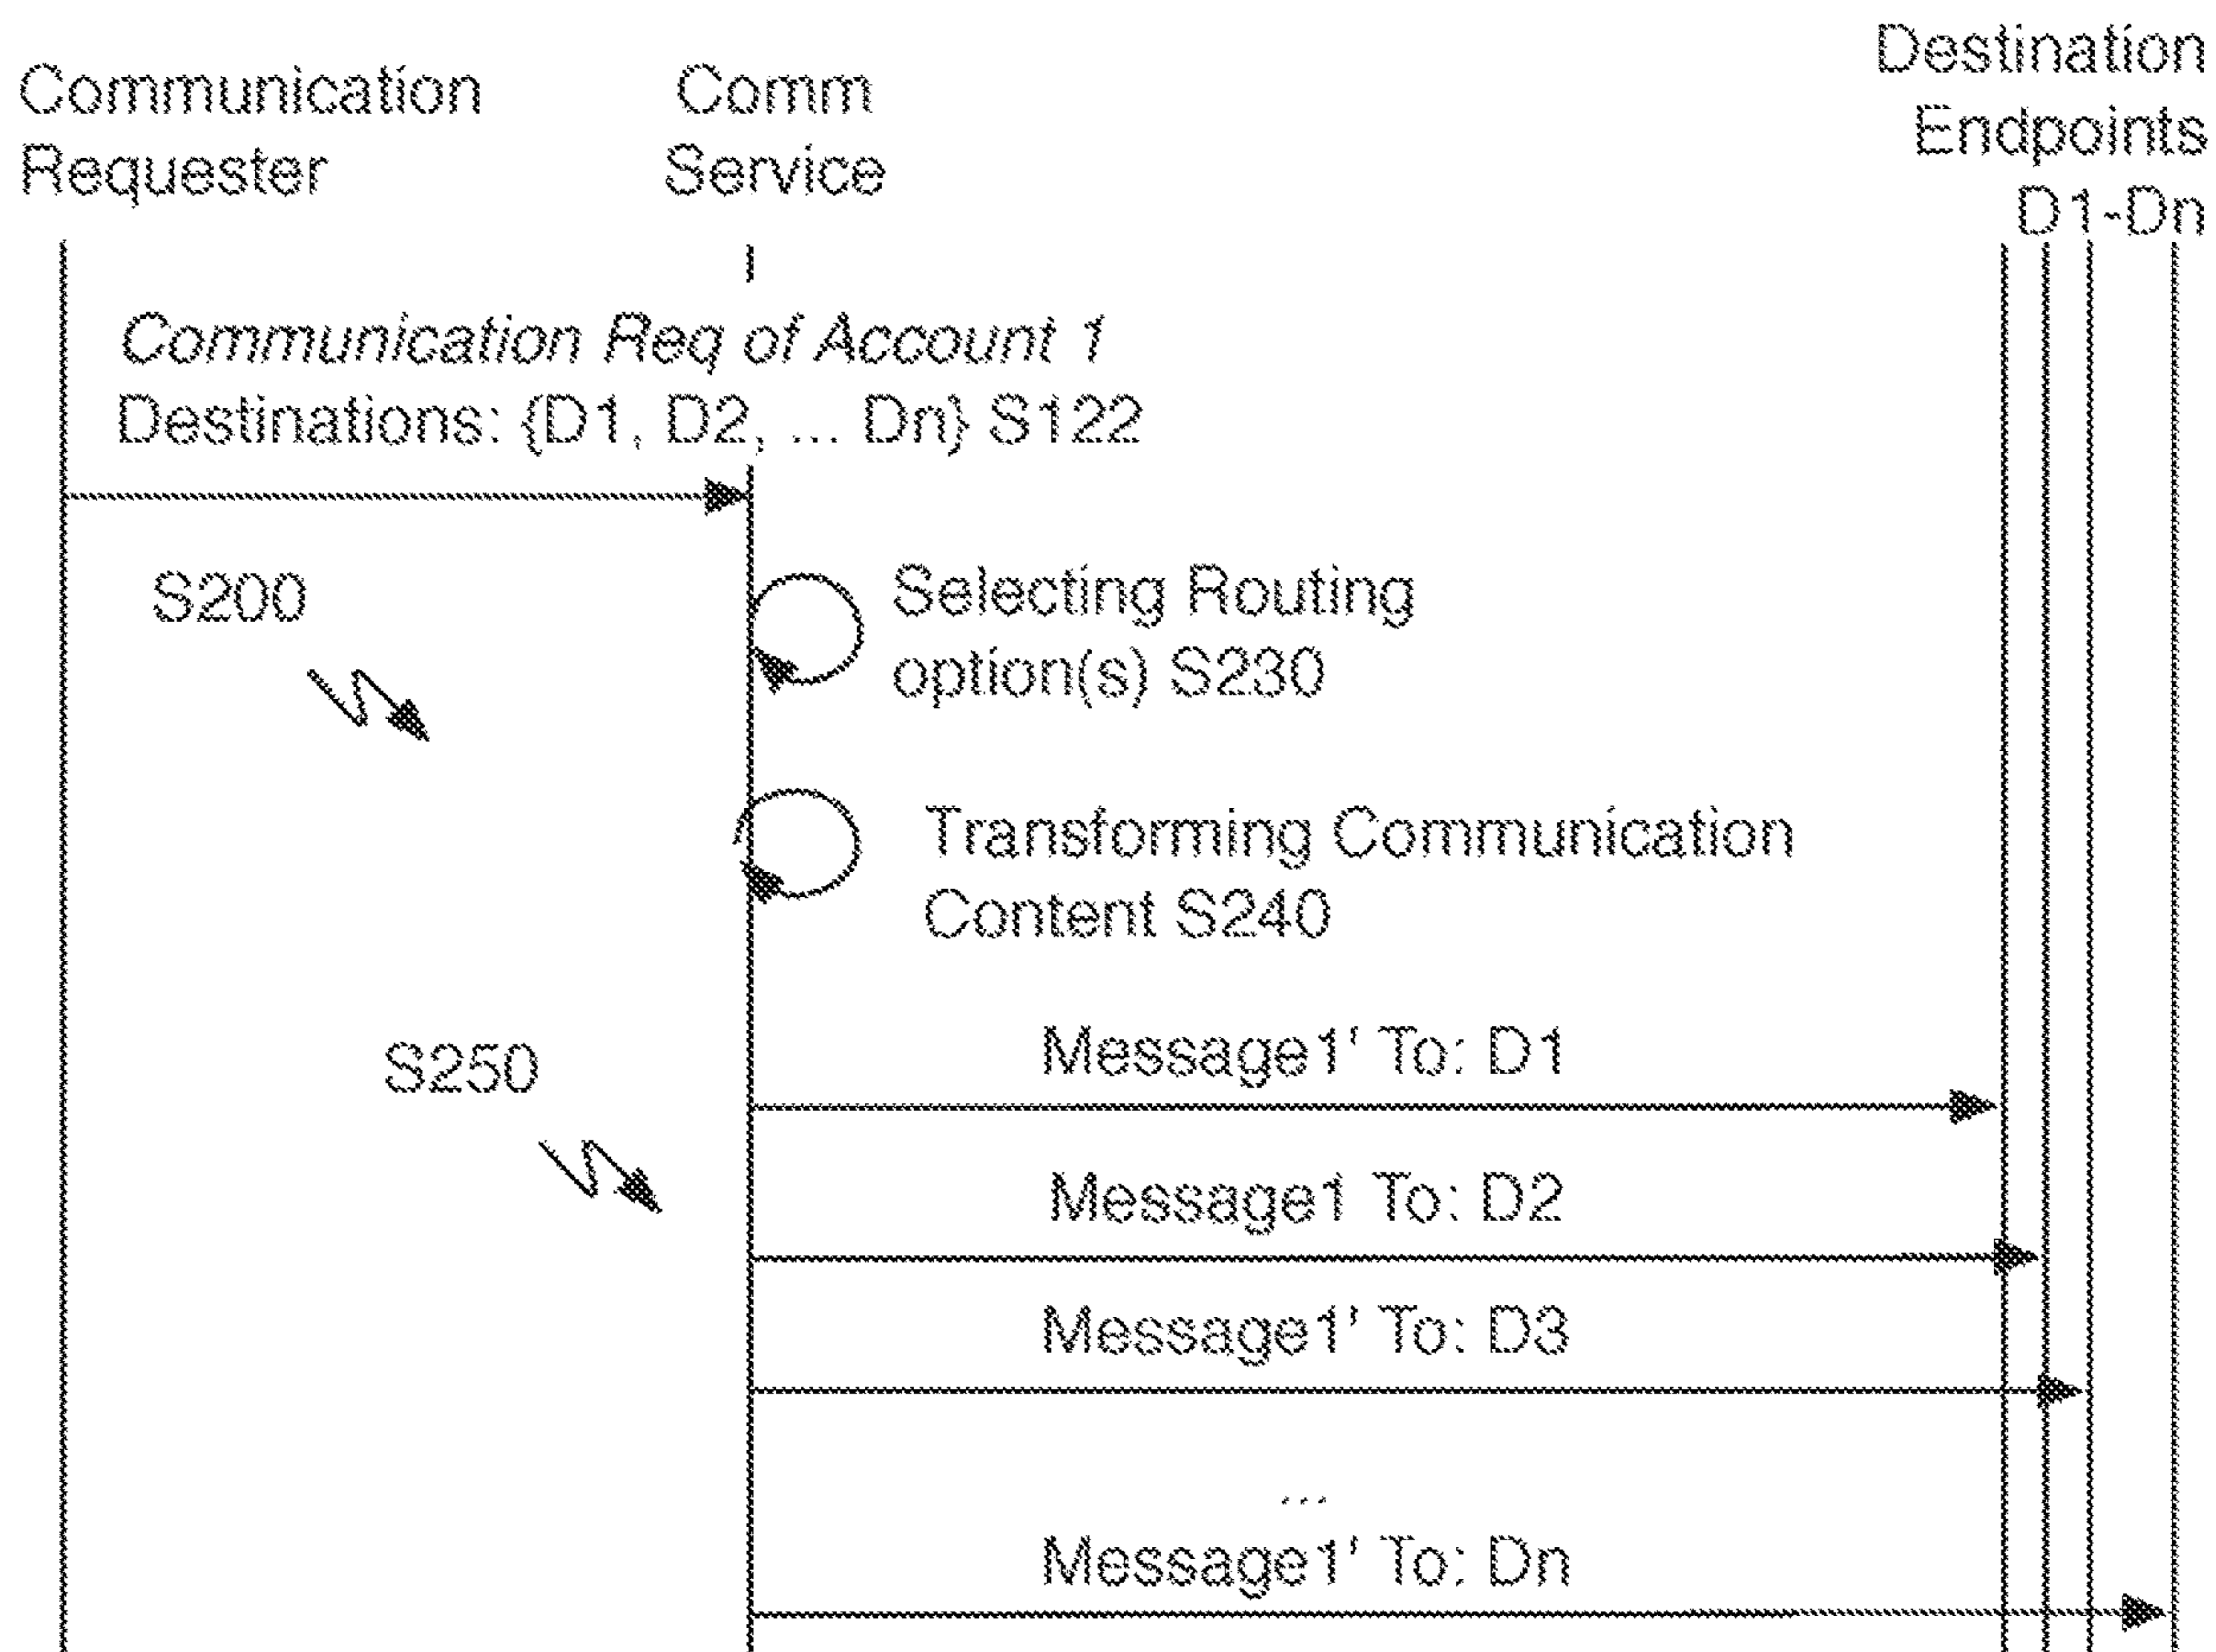 Communication
Requester
Comm
Service
Destination
Endpoints
D1-Dn
Communication Req of Account 1
Destinations: {D1, D2, ... Dn} S122
S200
Selecting Routing
option(s) S230
Transforming Communication
Content S240
S250
Message1' To: D1
Message1 To: D2
Message1' To: D3
...
Message1' To: Dn